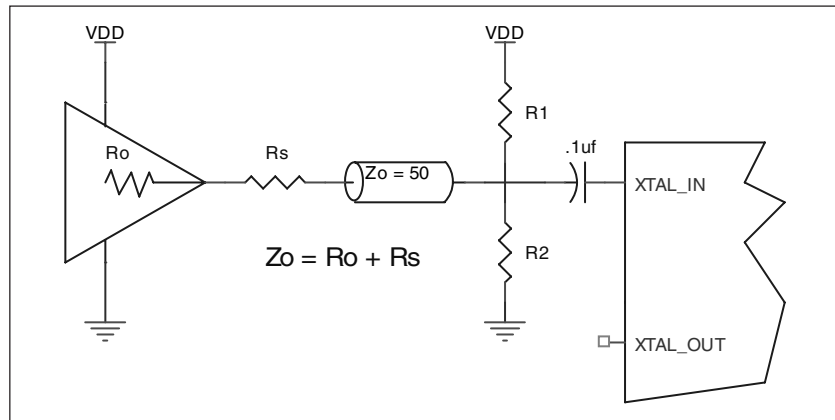 VDD
VDD
R1
Ro
Rs
Zo = 50
.1uf
XTAL_IN
Zo = Ro + Rs
R2
XTAL_OUT